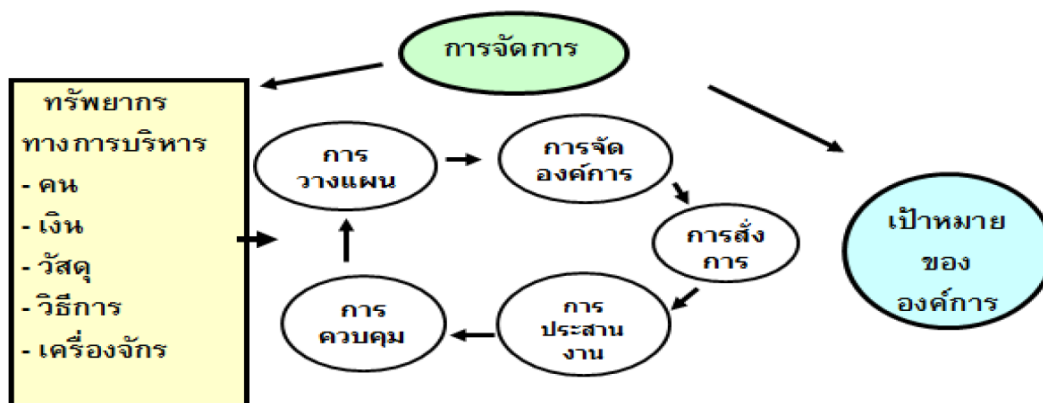 การจัดการ
ทรัพยากร
ทางการบริหาร
- คน
- เงิน
- วัสดุ
- วิธีการ
- เครื่องจักร
การ
วางแผน
การจัด
องค์การ
การสั่ง
การ
การ
ประสาน
งาน
การ
ควบคุม
เป้าหมาย
ของ
องค์การ